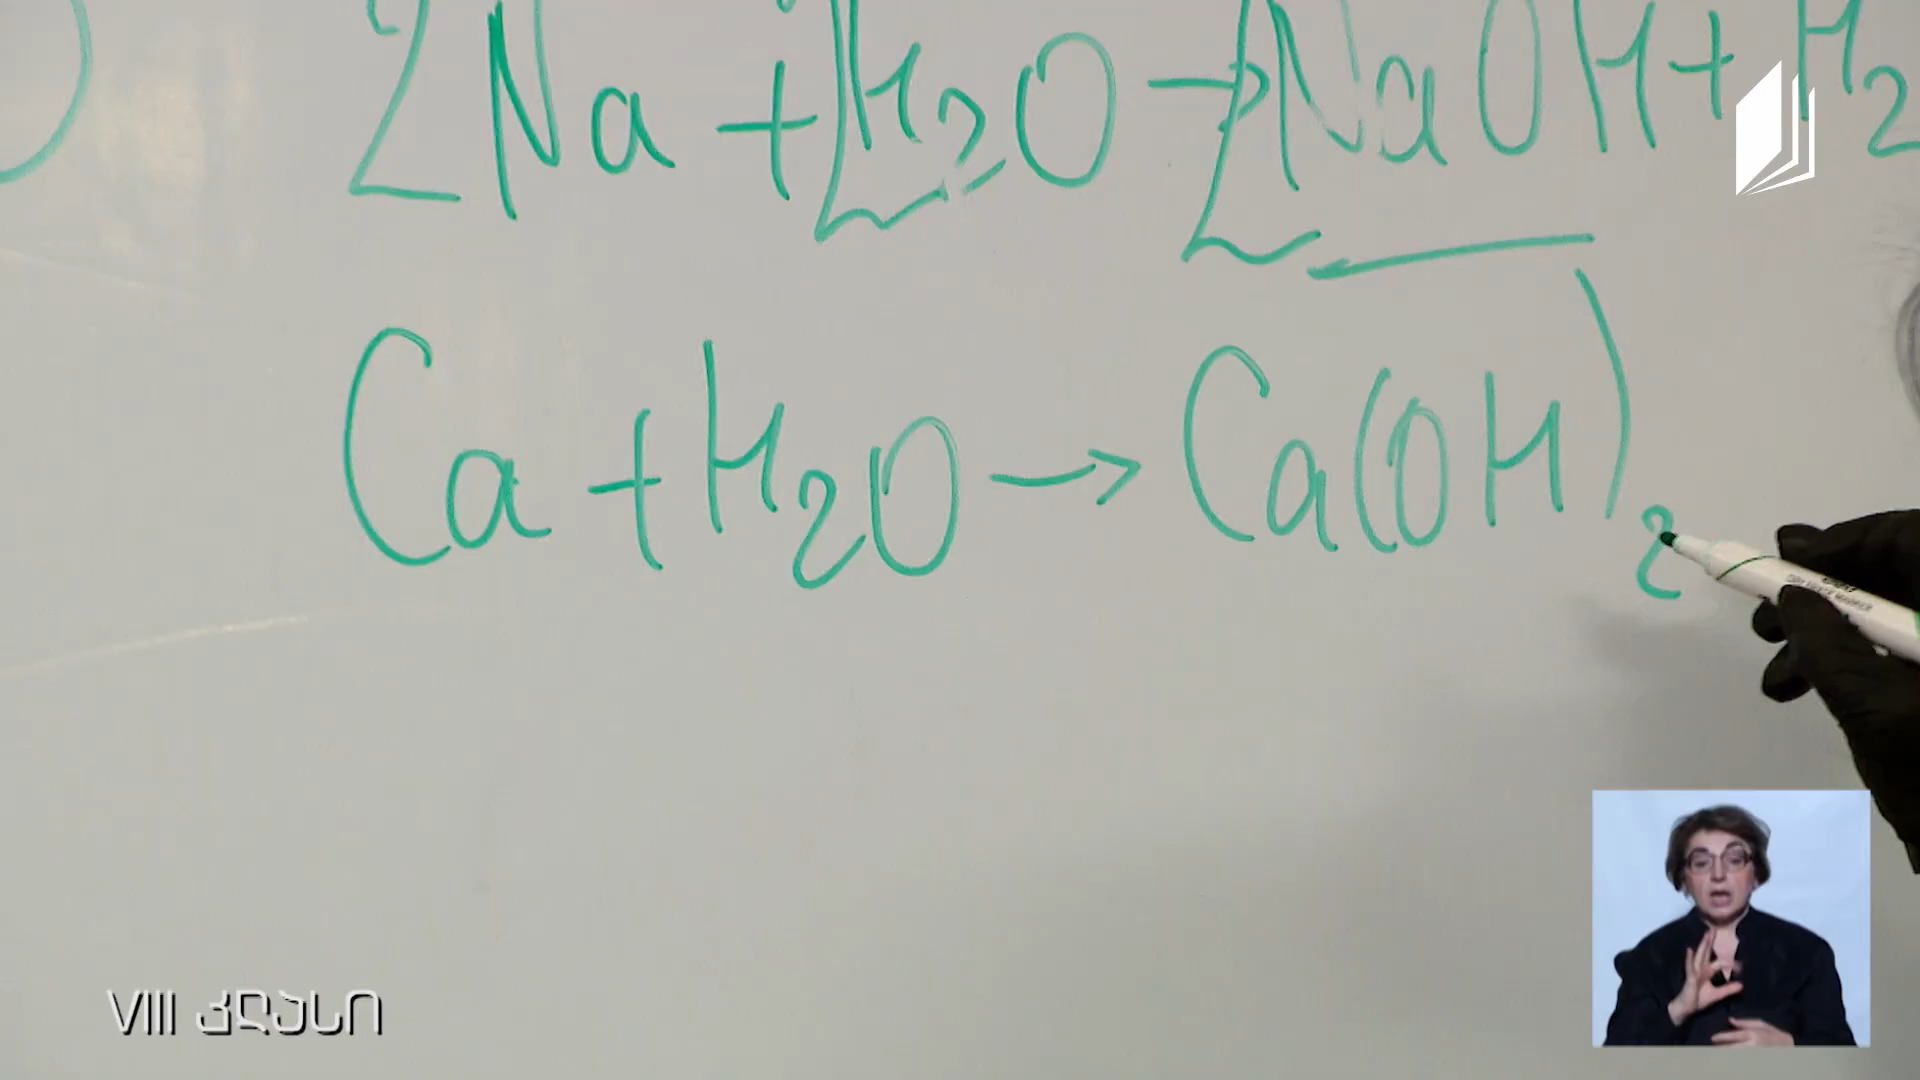 2Na + 2H₂O → 2NaOH + H₂
Ca + H₂O → Ca(OH)₂
VIII კლასი